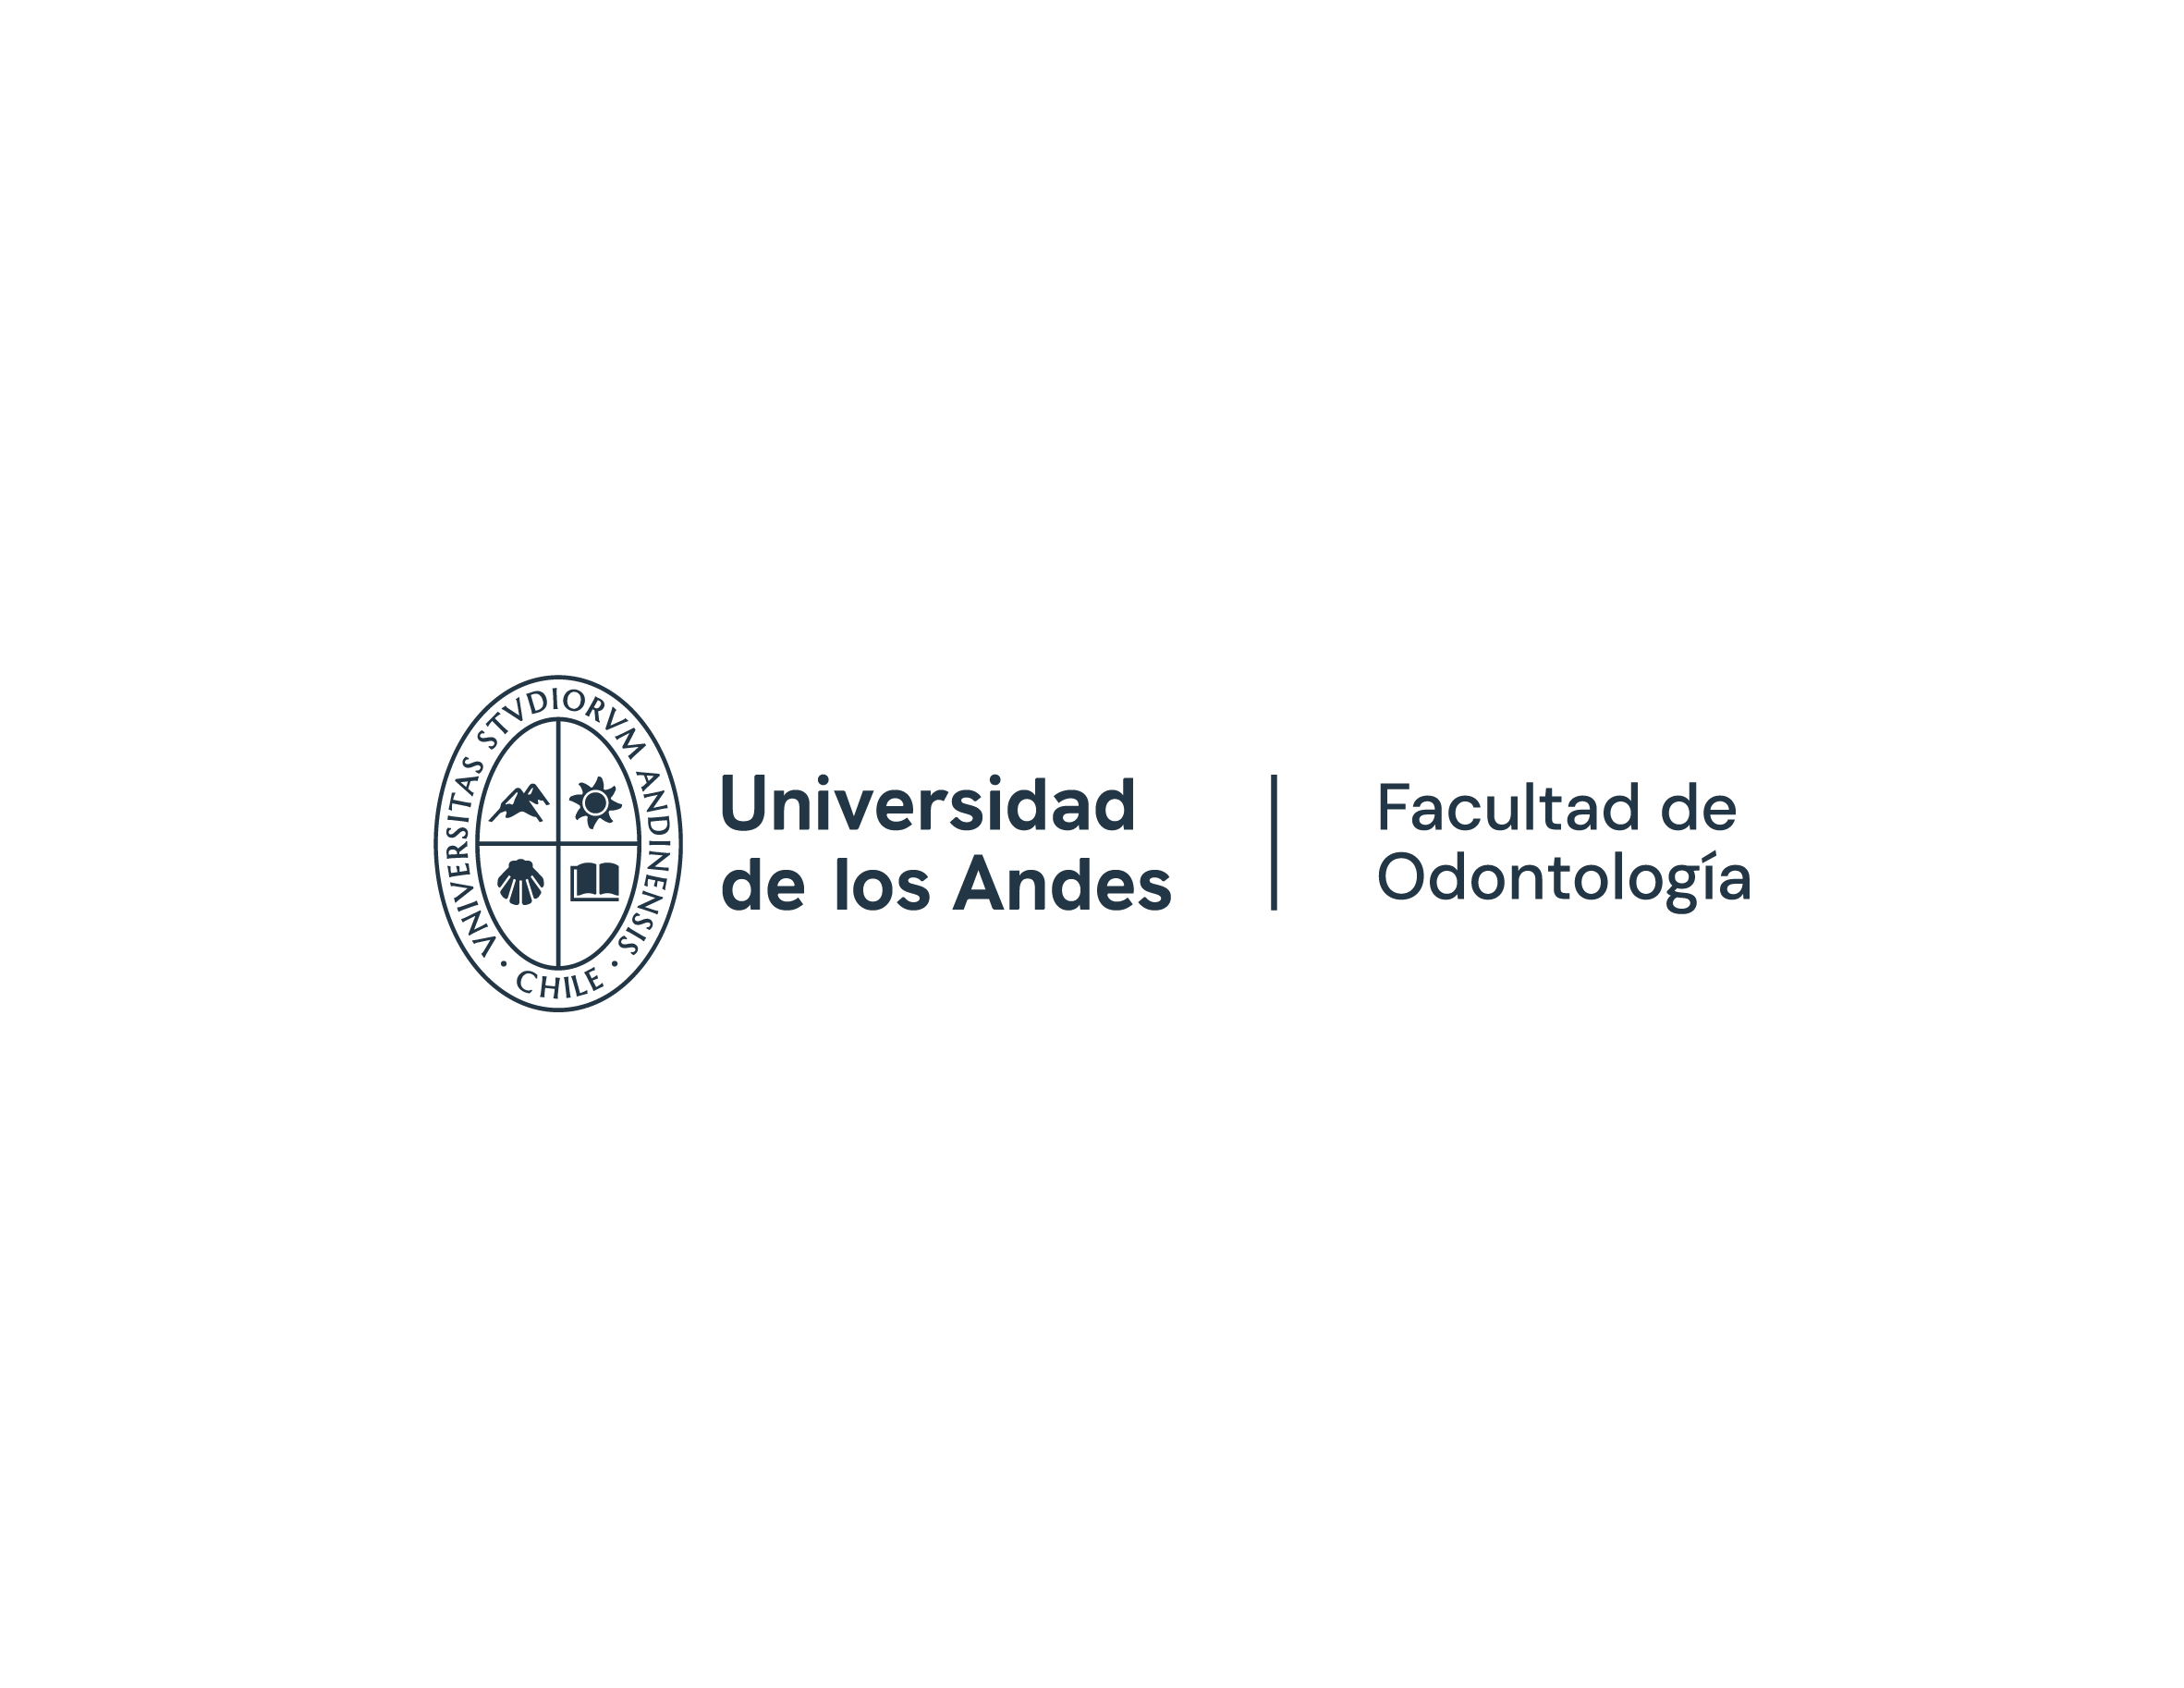 VNIVERSITAS STVDIORVM ANDINENSIS
• CHILE •
Universidad
de los Andes
Facultad de
Odontología